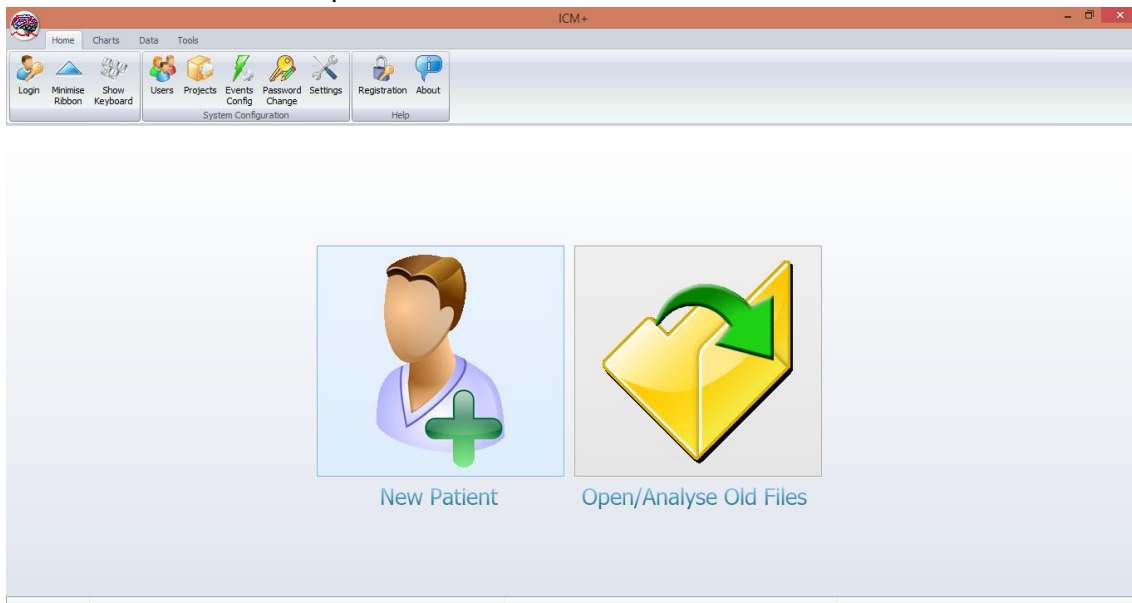 ICM+
Home Charts Data Tools
Login Minimise Ribbon Show Keyboard Users Projects Events Config Password Change Settings Registration About
System Configuration Help
New Patient Open/Analyse Old Files